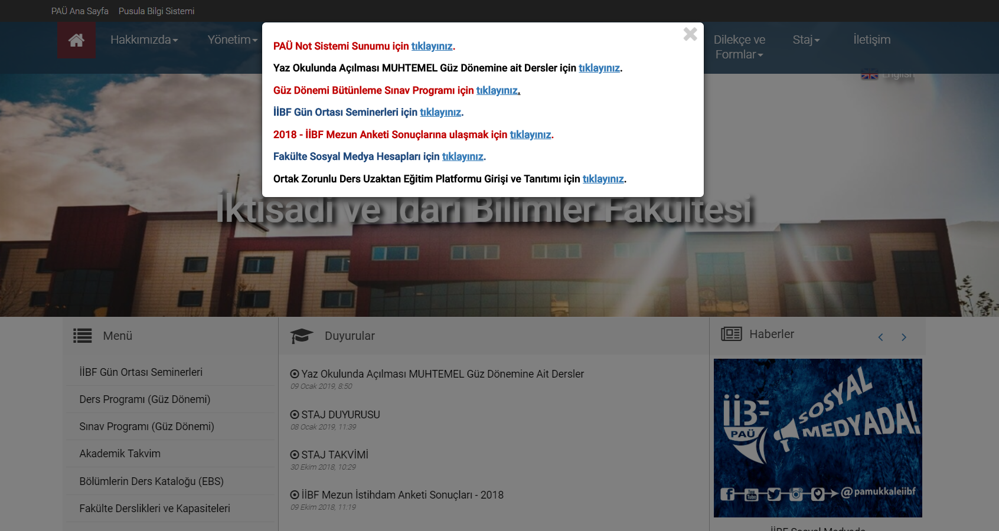 PAÜ Ana Sayfa Pusula Bilgi Sistemi
Hakkımızda Yönetim Dilekçe ve Formlar Staj İletişim
English
PAÜ Not Sistemi Sunumu için tıklayınız.
Yaz Okulunda Açılması MUHTEMEL Güz Dönemine ait Dersler için tıklayınız.
Güz Dönemi Bütünleme Sınav Programı için tıklayınız.
İİBF Gün Ortası Seminerleri için tıklayınız.
2018 - İİBF Mezun Anketi Sonuçlarına ulaşmak için tıklayınız.
Fakülte Sosyal Medya Hesapları için tıklayınız.
Ortak Zorunlu Ders Uzaktan Eğitim Platformu Girişi ve Tanıtımı için tıklayınız.
İktisadi ve İdari Bilimler Fakültesi
Menü
İİBF Gün Ortası Seminerleri
Ders Programı (Güz Dönemi)
Sınav Programı (Güz Dönemi)
Akademik Takvim
Bölümlerin Ders Kataloğu (EBS)
Fakülte Derslikleri ve Kapasiteleri
Duyurular
Yaz Okulunda Açılması MUHTEMEL Güz Dönemine Ait Dersler
09 Ocak 2019, 8:50
STAJ DUYURUSU
08 Ocak 2019, 11:39
STAJ TAKVİMİ
30 Ekim 2018, 10:29
İİBF Mezun İstihdam Anketi Sonuçları - 2018
09 Ekim 2018, 11:19
Haberler
İİBF
PAÜ
SOSYAL
MEDYADA!
You Tube
@pamukkaleiibf
İİBF Sosyal Medyada